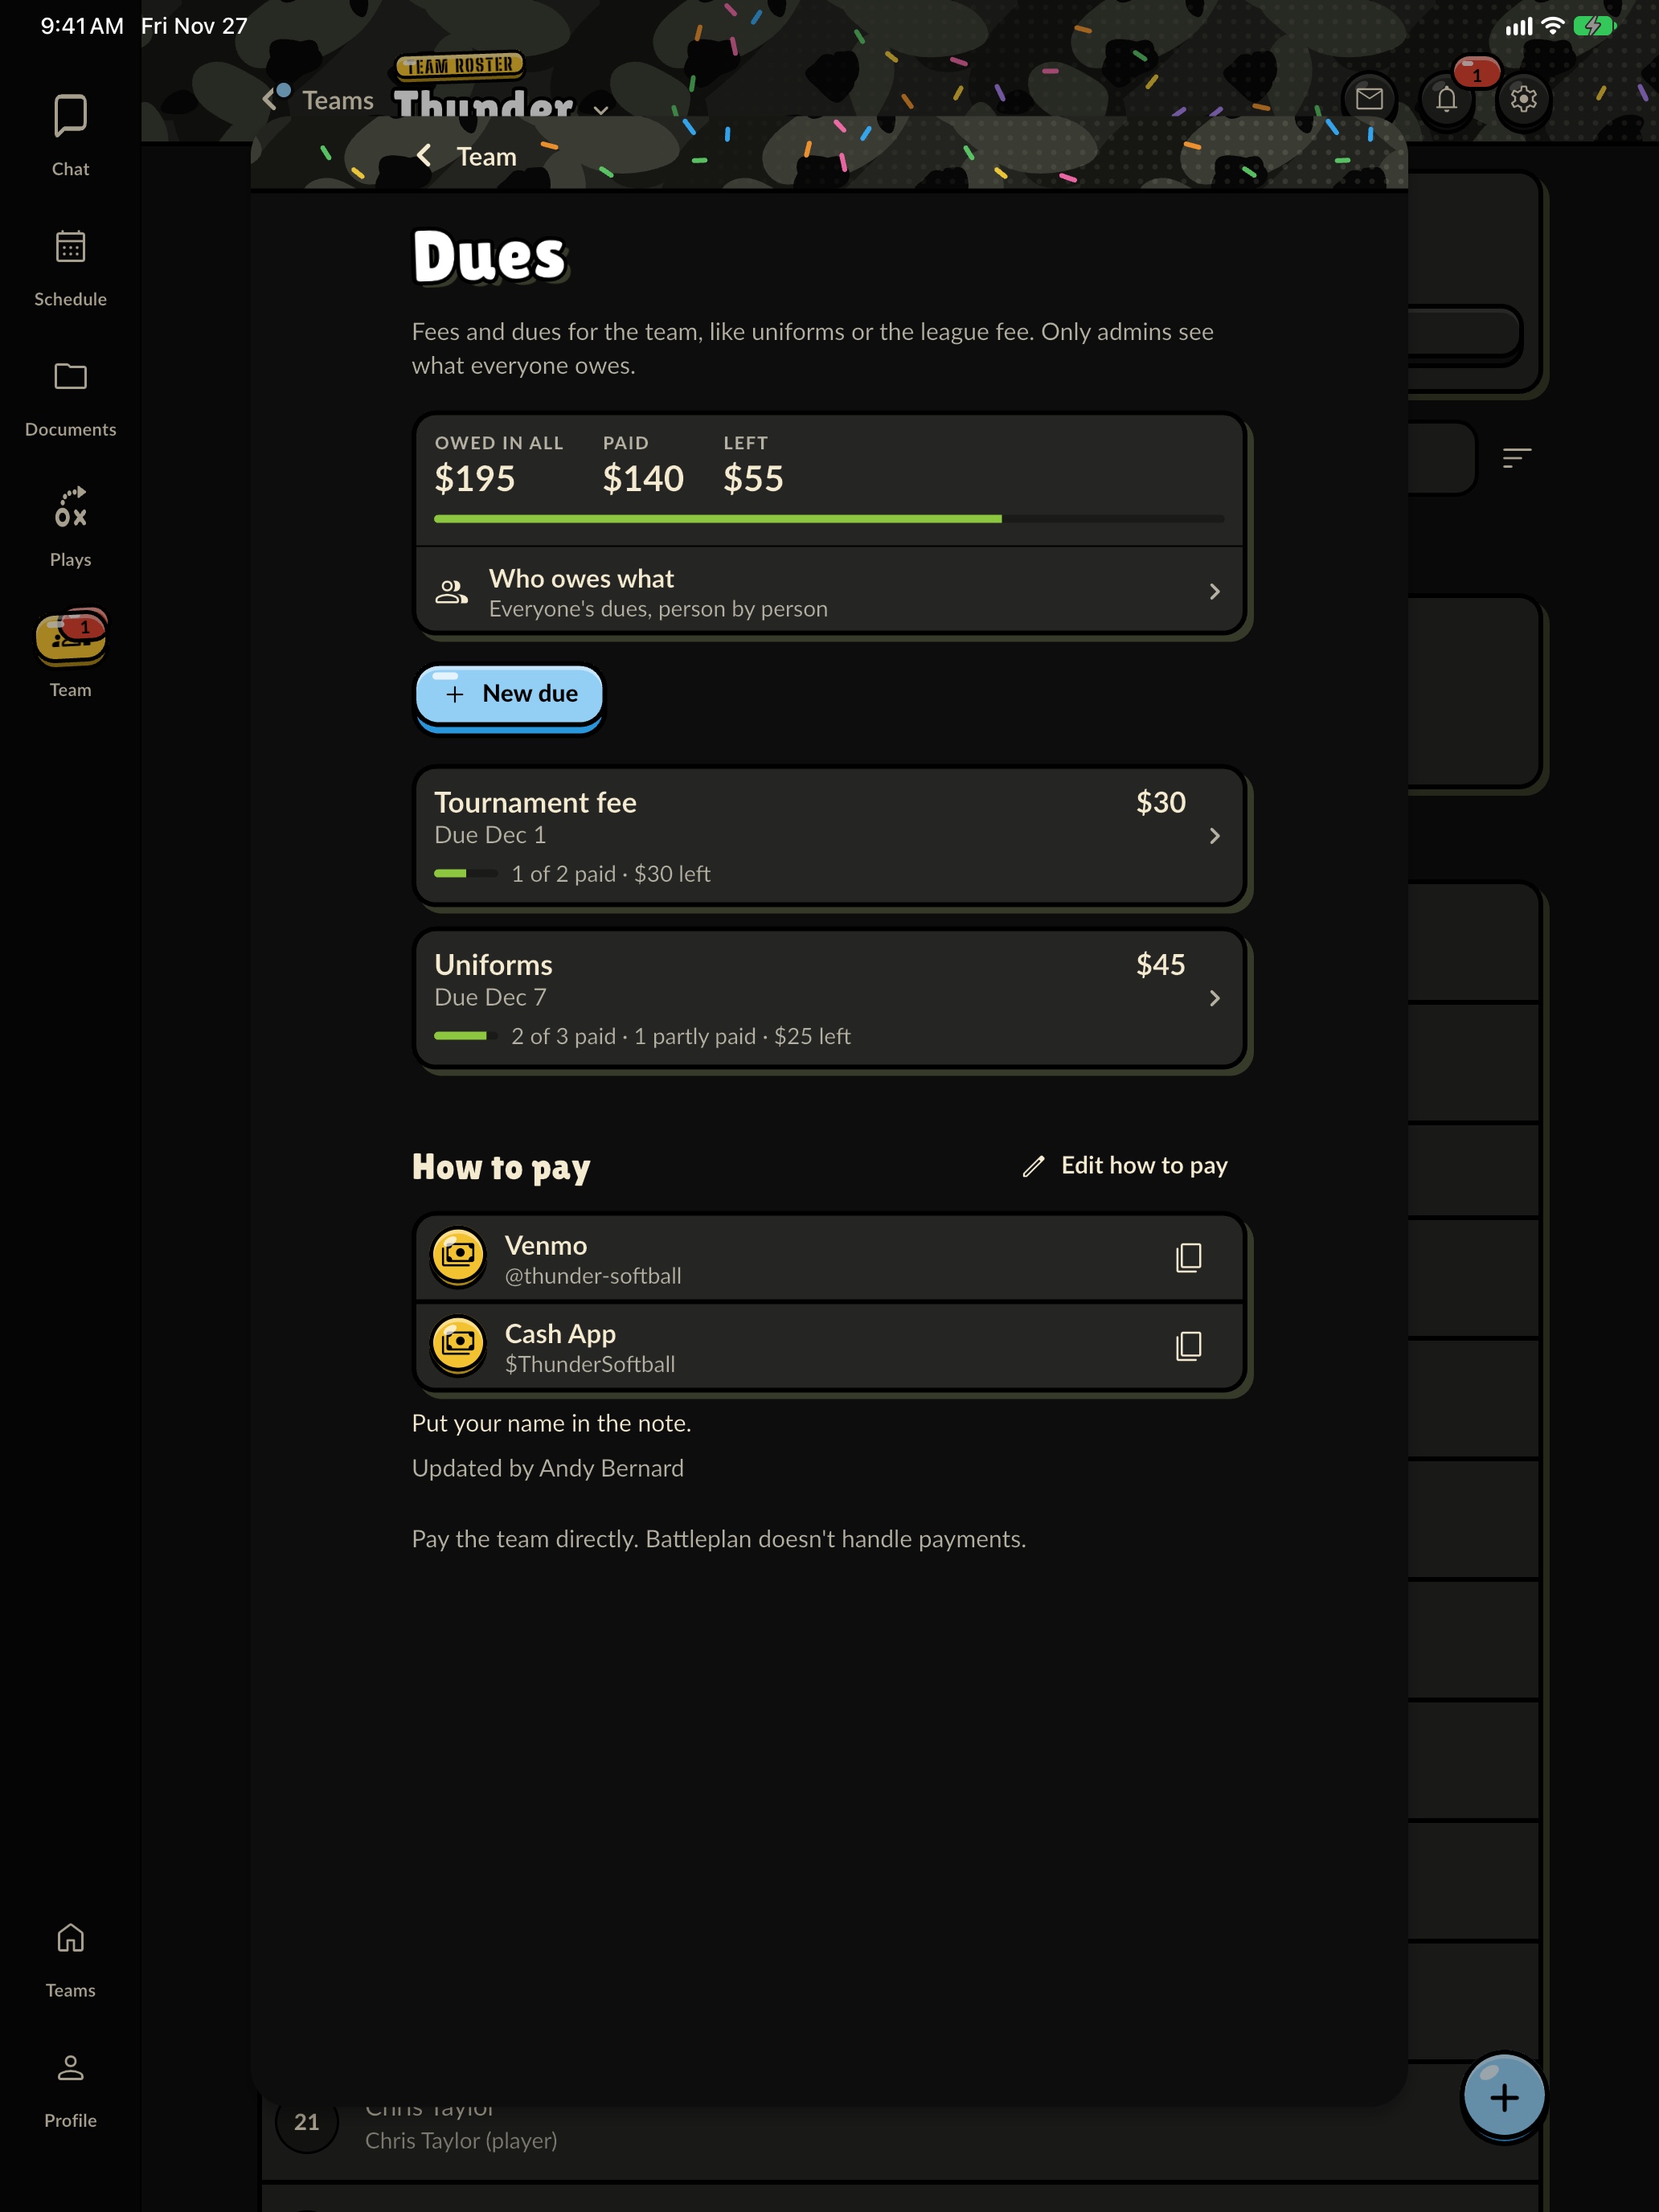 9:41 AM Fri Nov 27
TEAM ROSTER
Teams
Thunder
1
Team
Chat
Schedule
Documents
Plays
1
Team
Teams
Profile
Dues
Fees and dues for the team, like uniforms or the league fee. Only admins see
what everyone owes.
OWED IN ALL PAID LEFT
$195 $140 $55
Who owes what
Everyone's dues, person by person
New due
Tournament fee $30
Due Dec 1
1 of 2 paid · $30 left
Uniforms $45
Due Dec 7
2 of 3 paid · 1 partly paid · $25 left
How to pay Edit how to pay
Venmo
@thunder-softball
Cash App
$ThunderSoftball
Put your name in the note.
Updated by Andy Bernard
Pay the team directly. Battleplan doesn't handle payments.
21 Chris Taylor
Chris Taylor (player)